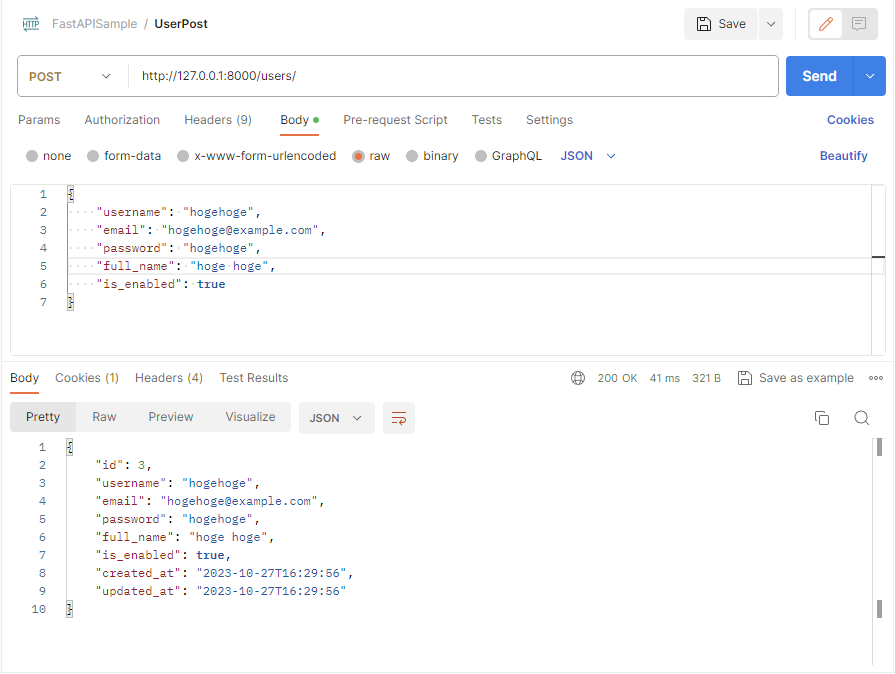 HTTP FastAPISample / UserPost Save
POST http://127.0.0.1:8000/users/ Send
Params Authorization Headers (9) Body Pre-request Script Tests Settings Cookies
none form-data x-www-form-urlencoded raw binary GraphQL JSON Beautify
1 {
2 ····"username":·"hogehoge",
3 ····"email":·"hogehoge@example.com",
4 ····"password":·"hogehoge",
5 ····"full_name":·"hoge·hoge",
6 ····"is_enabled":·true
7 }
Body Cookies (1) Headers (4) Test Results 200 OK 41 ms 321 B Save as example
Pretty Raw Preview Visualize JSON
1 {
2 "id": 3,
3 "username": "hogehoge",
4 "email": "hogehoge@example.com",
5 "password": "hogehoge",
6 "full_name": "hoge hoge",
7 "is_enabled": true,
8 "created_at": "2023-10-27T16:29:56",
9 "updated_at": "2023-10-27T16:29:56"
10 }